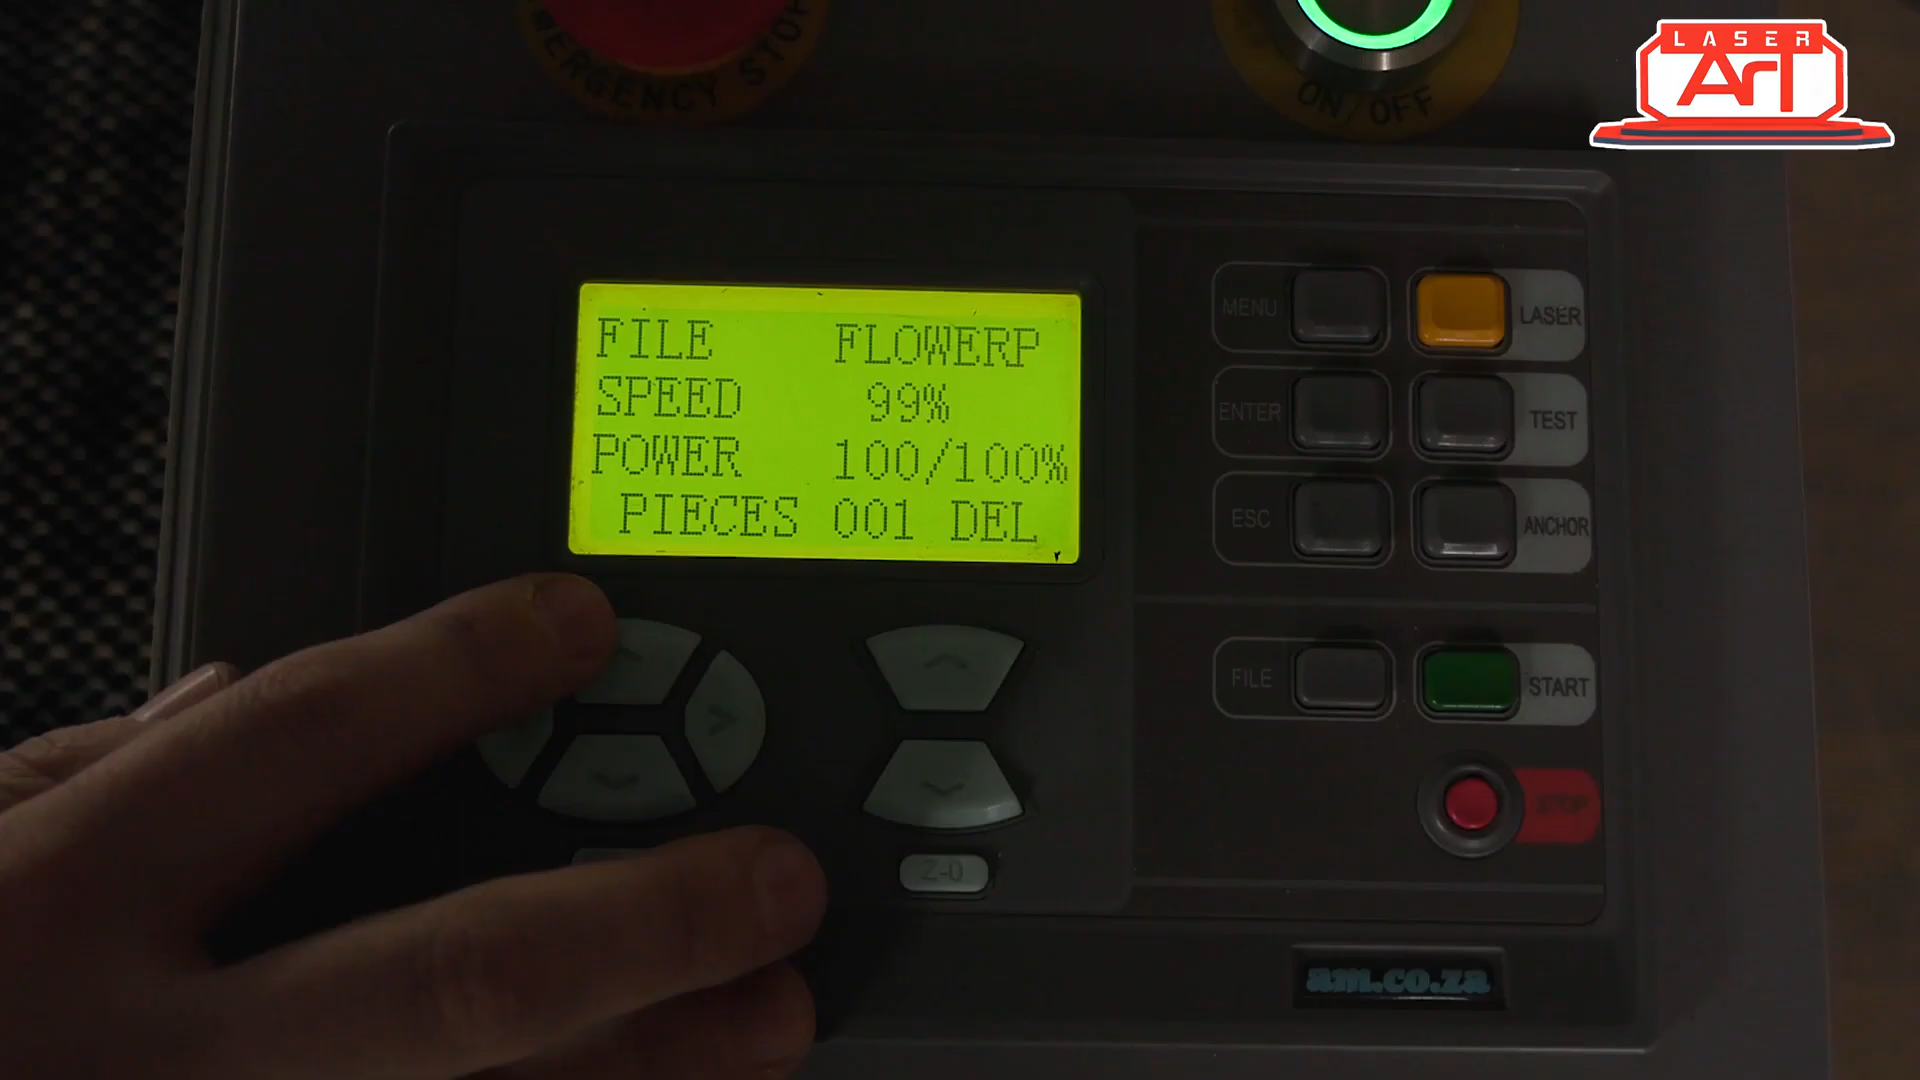 EMERGENCY STOP
ON/OFF
LASER
Art
FILE FLOWERP
SPEED 99%
POWER 100/100%
PIECES 001 DEL
MENU
LASER
ENTER
TEST
ESC
ANCHOR
FILE
START
STOP
Z-0
am.co.za